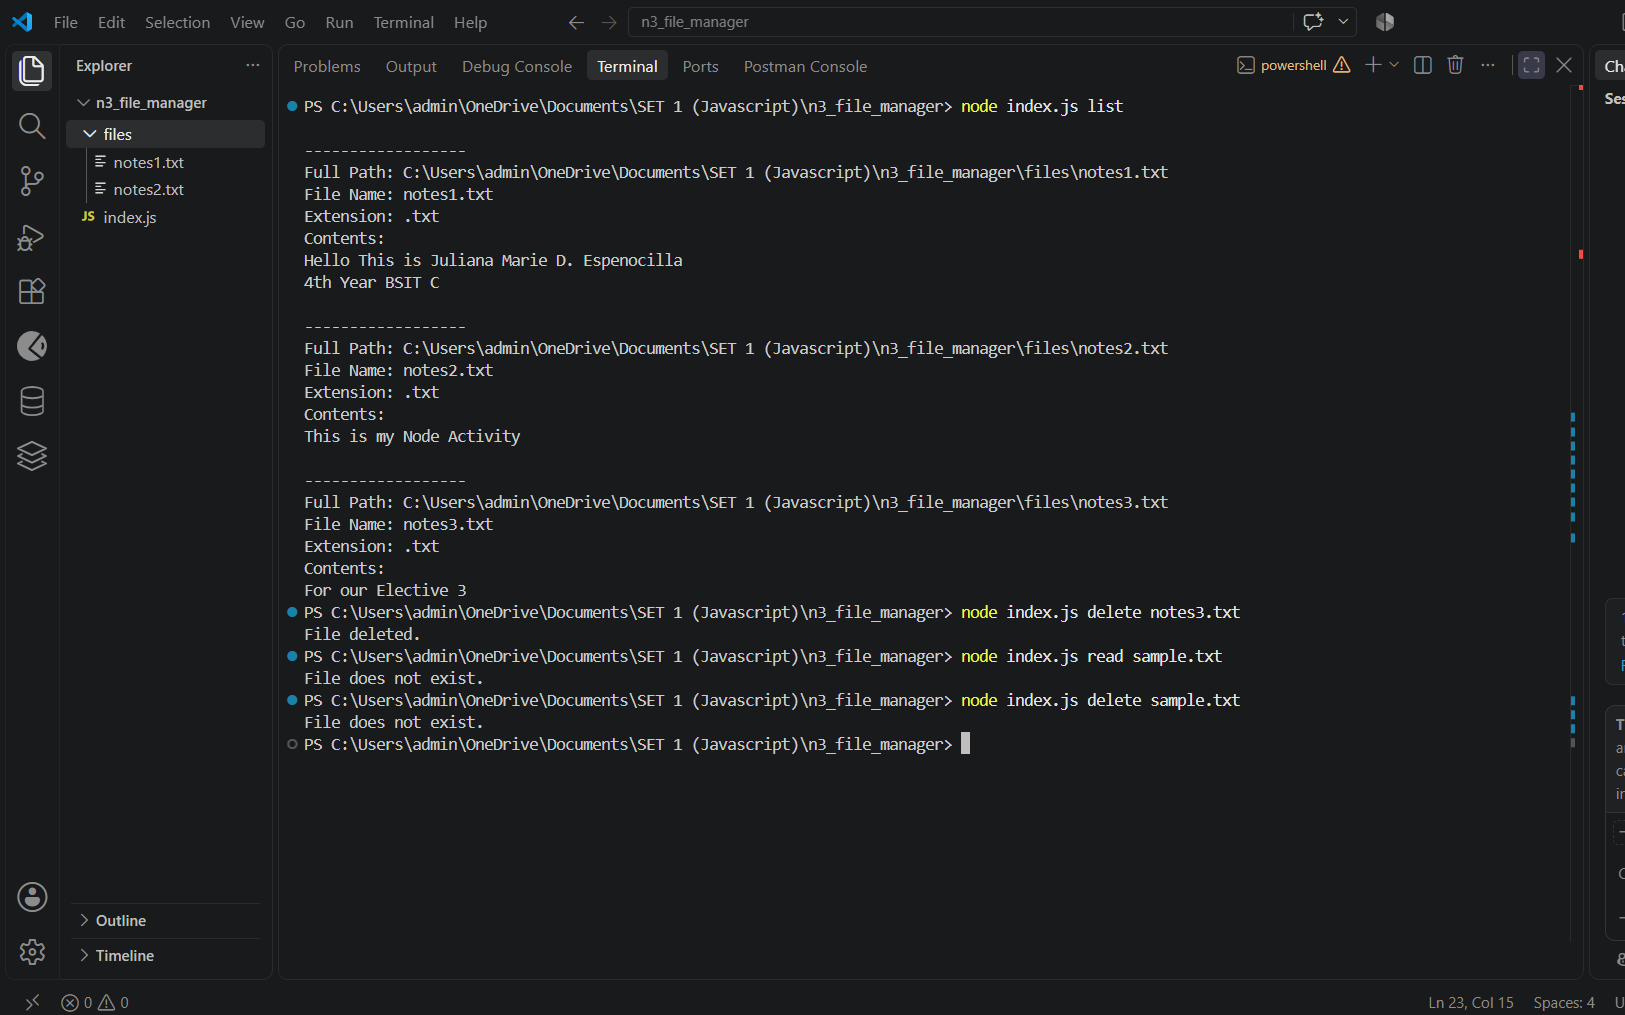 File Edit Selection View Go Run Terminal Help
n3_file_manager
Explorer
n3_file_manager
files
notes1.txt
notes2.txt
JS index.js
Outline
Timeline
Problems Output Debug Console Terminal Ports Postman Console
powershell
PS C:\Users\admin\OneDrive\Documents\SET 1 (Javascript)\n3_file_manager> node index.js list
------------------
Full Path: C:\Users\admin\OneDrive\Documents\SET 1 (Javascript)\n3_file_manager\files\notes1.txt
File Name: notes1.txt
Extension: .txt
Contents:
Hello This is Juliana Marie D. Espenocilla
4th Year BSIT C
------------------
Full Path: C:\Users\admin\OneDrive\Documents\SET 1 (Javascript)\n3_file_manager\files\notes2.txt
File Name: notes2.txt
Extension: .txt
Contents:
This is my Node Activity
------------------
Full Path: C:\Users\admin\OneDrive\Documents\SET 1 (Javascript)\n3_file_manager\files\notes3.txt
File Name: notes3.txt
Extension: .txt
Contents:
For our Elective 3
PS C:\Users\admin\OneDrive\Documents\SET 1 (Javascript)\n3_file_manager> node index.js delete notes3.txt
File deleted.
PS C:\Users\admin\OneDrive\Documents\SET 1 (Javascript)\n3_file_manager> node index.js read sample.txt
File does not exist.
PS C:\Users\admin\OneDrive\Documents\SET 1 (Javascript)\n3_file_manager> node index.js delete sample.txt
File does not exist.
PS C:\Users\admin\OneDrive\Documents\SET 1 (Javascript)\n3_file_manager>
0 0
Ln 23, Col 15 Spaces: 4